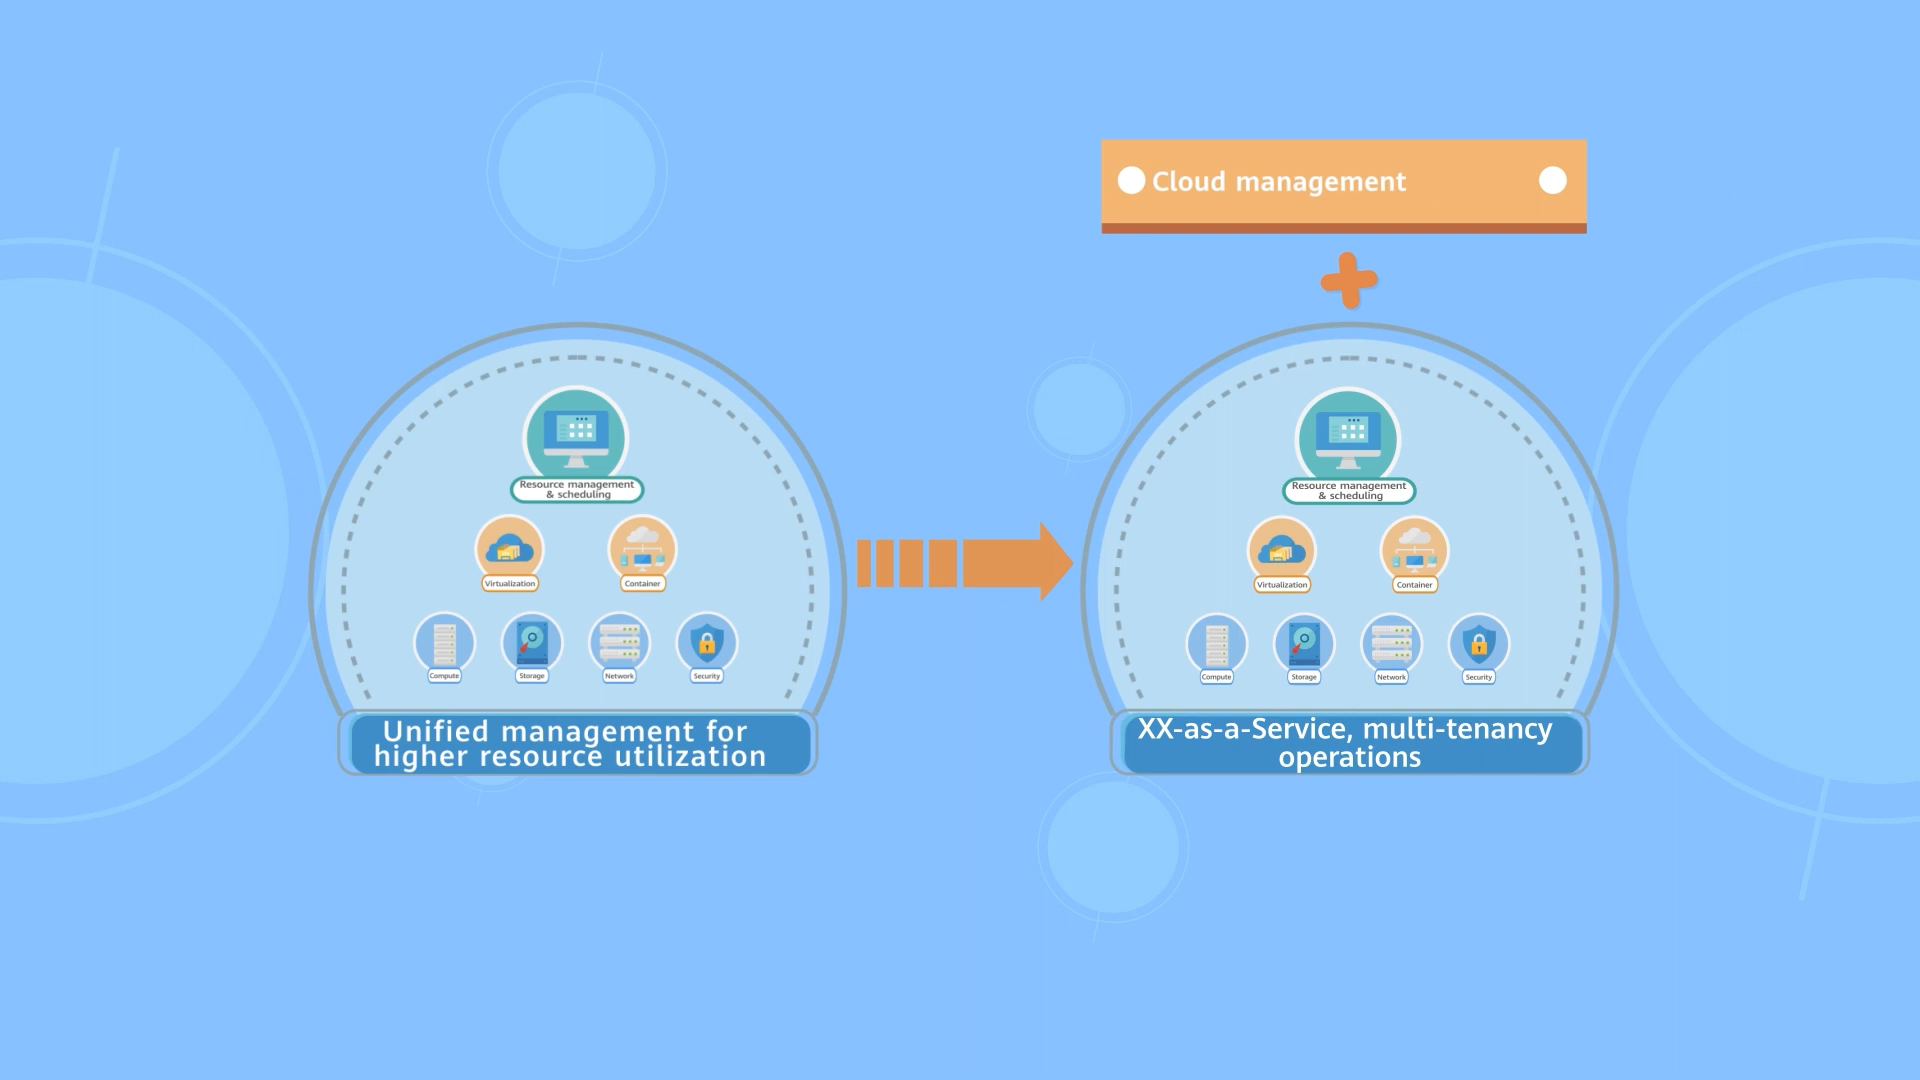 Cloud management
Resource management
& scheduling
Virtualization
Container
Compute
Storage
Network
Security
Unified management for
higher resource utilization
Resource management
& scheduling
Virtualization
Container
Compute
Storage
Network
Security
XX-as-a-Service, multi-tenancy
operations